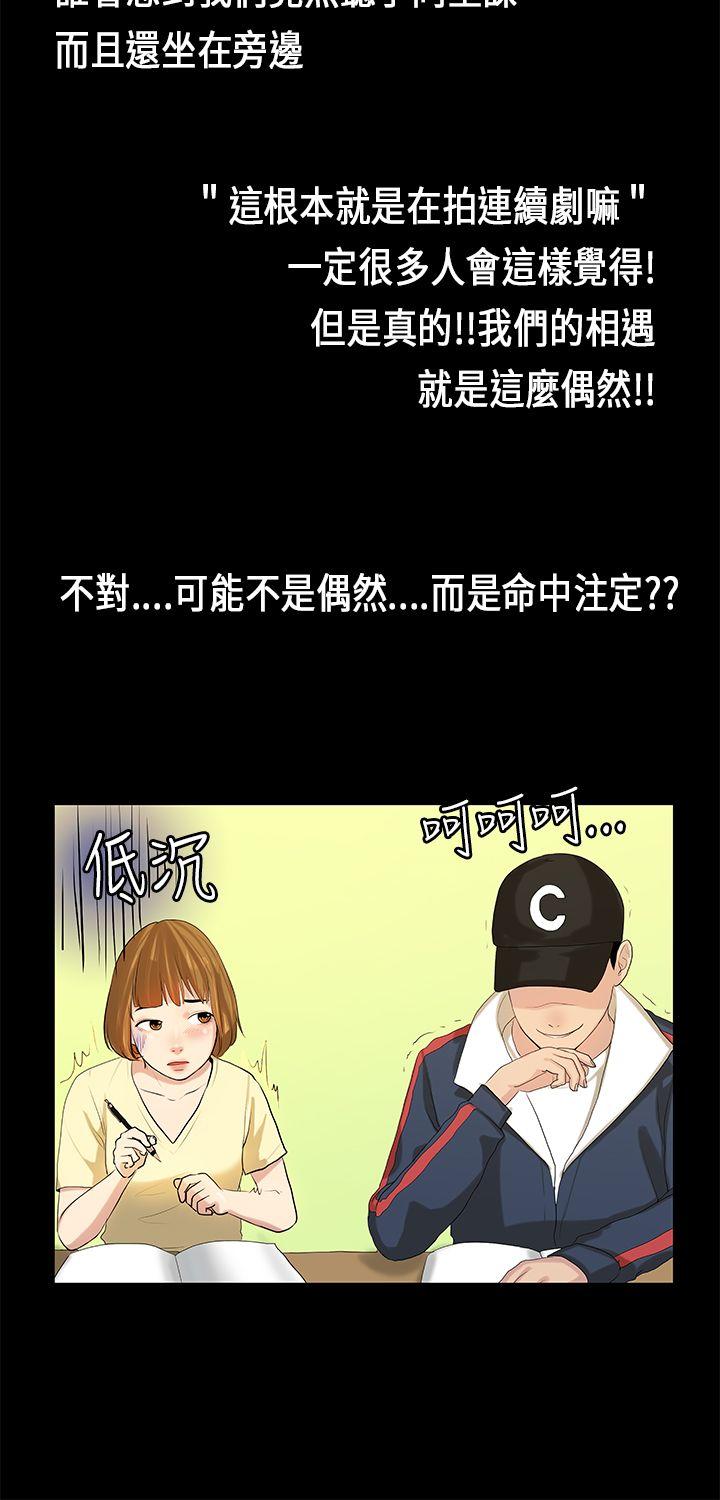 而且還坐在旁邊
"這根本就是在拍連續劇嘛"
一定很多人會這樣覺得!
但是真的!!我們的相遇
就是這麼偶然!!
不對....可能不是偶然....而是命中注定??
低沉
呵呵呵...
C